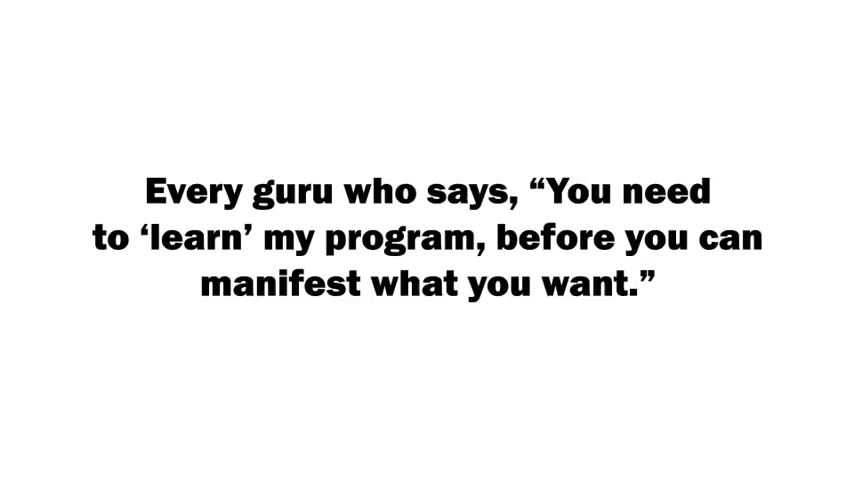 Every guru who says, “You need
to ‘learn’ my program, before you can
manifest what you want.”